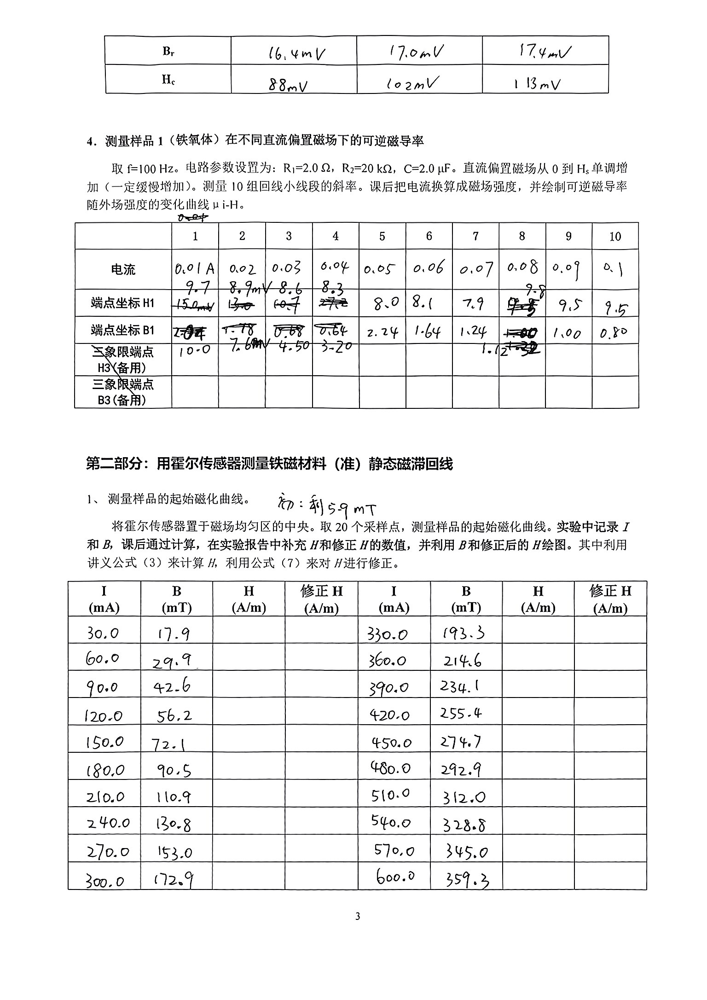 Br 16.4mV 17.0mV 17.4mV
Hc 88mV 102mV 113mV
4. 测量样品 1（铁氧体）在不同直流偏置磁场下的可逆磁导率
取 f=100 Hz。电路参数设置为：R1=2.0 Ω，R2=20 kΩ，C=2.0 μF。直流偏置磁场从 0 到 Hs 单调增
加（一定缓慢增加）。测量 10 组回线小线段的斜率。课后把电流换算成磁场强度，并绘制可逆磁导率
随外场强度的变化曲线 μ i-H。
1 2 3 4 5 6 7 8 9 10
电流 0.01A 0.02 0.03 0.04 0.05 0.06 0.07 0.08 0.09 0.1
9.7 8.9mV 8.6 8.3 9.8
端点坐标 H1 150mV 13.0 10.7 27.2 8.0 8.1 7.9 9.5 9.5
端点坐标 B1 1.78 0.68 0.64 2.24 1.64 1.24 1.00 1.00 0.80
10.0 7.6mV 4.50 3.20 1.12 1.32
三象限端点
H3(备用)
三象限端点
B3(备用)
第二部分：用霍尔传感器测量铁磁材料（准）静态磁滞回线
1、 测量样品的起始磁化曲线。 初：剩 5.9 mT
将霍尔传感器置于磁场均匀区的中央。取 20 个采样点，测量样品的起始磁化曲线。实验中记录 I
和 B，课后通过计算，在实验报告中补充 H和修正 H的数值，并利用 B和修正后的 H绘图。其中利用
讲义公式（3）来计算 H，利用公式（7）来对 H进行修正。
I B H 修正 H I B H 修正 H
(mA) (mT) (A/m) (A/m) (mA) (mT) (A/m) (A/m)
30.0 17.9 330.0 193.3
60.0 29.9 360.0 214.6
90.0 42.6 390.0 234.1
120.0 56.2 420.0 255.4
150.0 72.1 450.0 274.7
180.0 90.5 480.0 292.9
210.0 110.9 510.0 312.0
240.0 130.8 540.0 328.8
270.0 153.0 570.0 345.0
300.0 172.9 600.0 359.3
3